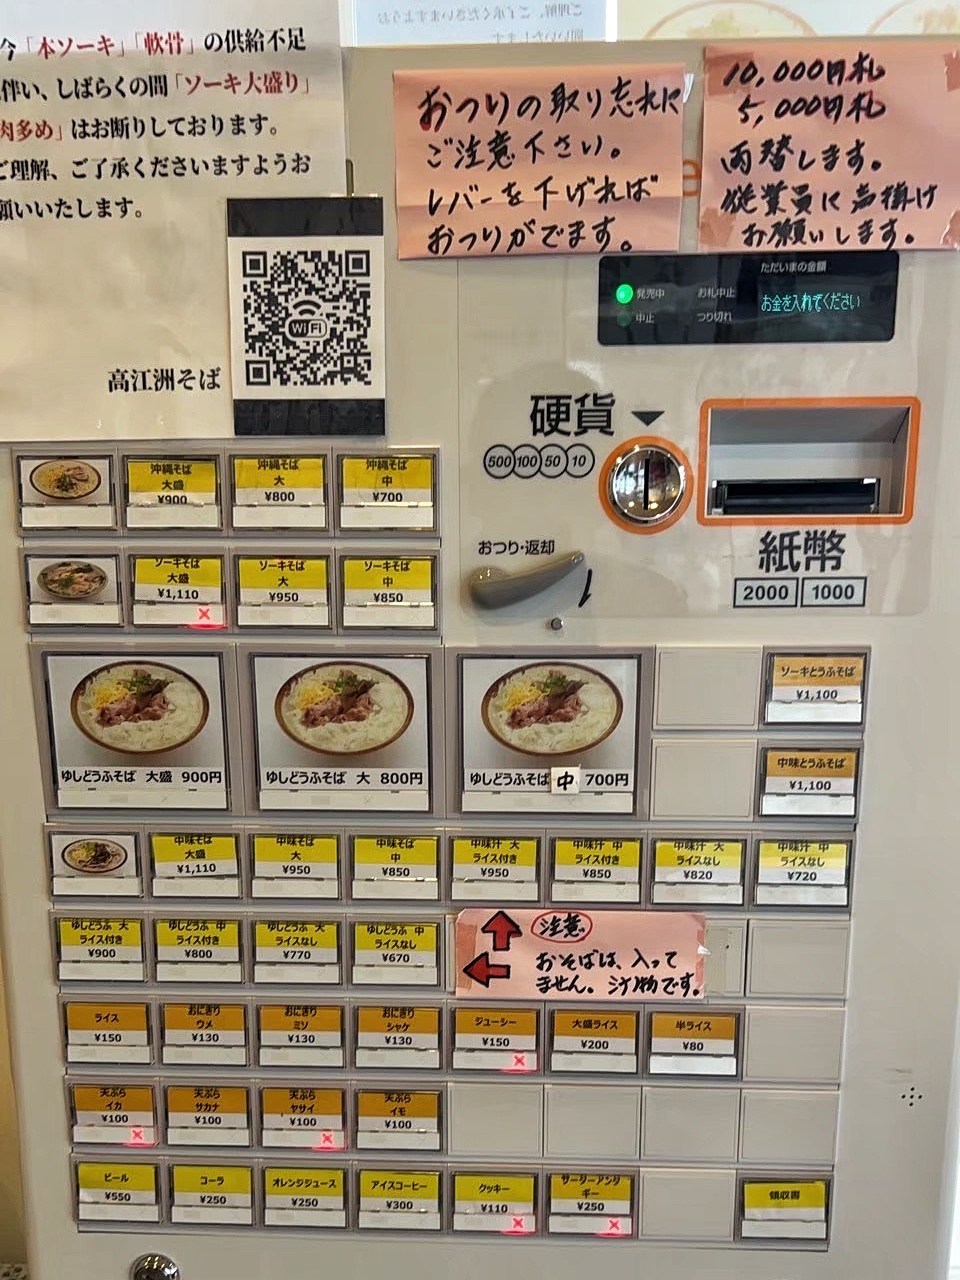 今「本ソーキ」「軟骨」の供給不足
伴い、しばらくの間「ソーキ大盛り」
肉多め」はお断りしております。
ご理解、ご了承くださいますようお
願いいたします。
高江洲そば
WiFi
おつりの取り忘れに
ご注意下さい。
レバーを下げれば
おつりがでます。
10,000円札
5,000円札
両替します。
従業員に声掛け
お願いします。
ただいまの金額
発売中 お札中止
お金を入れてください
中止 つり切れ
硬貨
500 100 50 10
おつり・返却
紙幣
2000 1000
沖縄そば 大盛 ¥900
沖縄そば 大 ¥800
沖縄そば 中 ¥700
ソーキそば 大盛 ¥1,110 ×
ソーキそば 大 ¥950
ソーキそば 中 ¥850
ゆしどうふそば 大盛 900円
ゆしどうふそば 大 800円
ゆしどうふそば 中 700円
ソーキとうふそば ¥1,100
中味とうふそば ¥1,100
中味そば 大盛 ¥1,110
中味そば 大 ¥950
中味そば 中 ¥850
中味汁 大 ライス付き ¥950
中味汁 中 ライス付き ¥850
中味汁 大 ライスなし ¥820
中味汁 中 ライスなし ¥720
ゆしどうふ 大 ライス付き ¥900
ゆしどうふ 中 ライス付き ¥800
ゆしどうふ 大 ライスなし ¥770
ゆしどうふ 中 ライスなし ¥670
注意
おそばは、入って
ません。汁物です。
ライス ¥150
おにぎり ウメ ¥130
おにぎり ミソ ¥130
おにぎり シャケ ¥130
ジューシー ¥150 ×
大盛ライス ¥200
半ライス ¥80
天ぷら イカ ¥100 ×
天ぷら サカナ ¥100
天ぷら ヤサイ ¥100 ×
天ぷら イモ ¥100
ビール ¥550
コーラ ¥250
オレンジジュース ¥250
アイスコーヒー ¥300
クッキー ¥110 ×
サーターアンダギー ¥250 ×
領収書